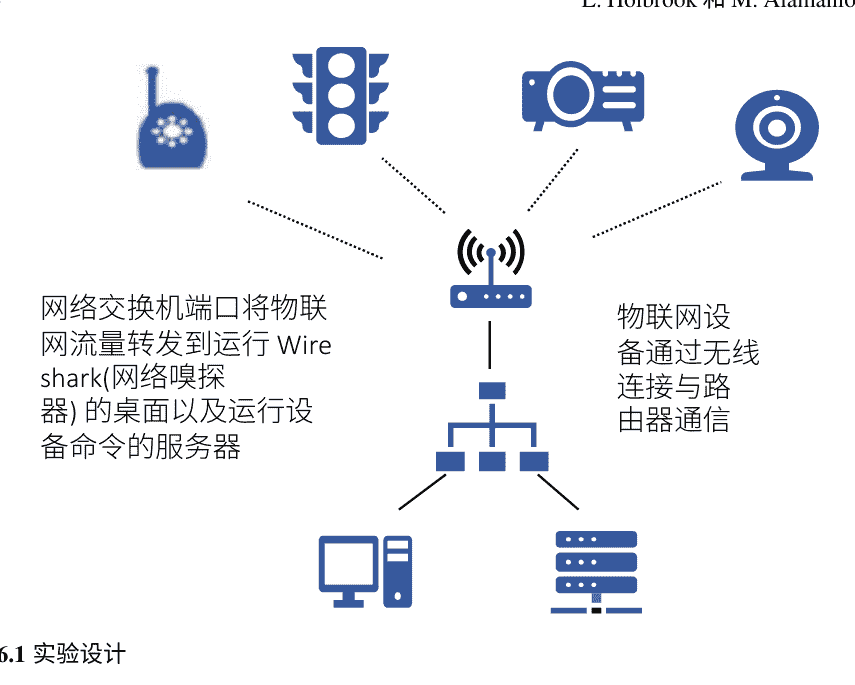 L. Holbrook 和 M. Alamanio
网络交换机端口将物联
网流量转发到运行 Wire
shark(网络嗅探
器) 的桌面以及运行设
备命令的服务器
物联网设
备通过无线
连接与路
由器通信
6.1 实验设计